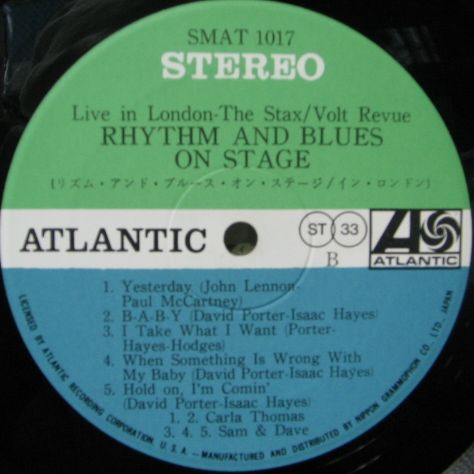 SMAT 1017
STEREO
Live in London-The Stax/Volt Revue
RHYTHM AND BLUES
ON STAGE
(リズム・アンド・ブルース・オン・ステージ/イン・ロンドン)
ATLANTIC
ST 33
B
ATLANTIC
1. Yesterday (John Lennon-
Paul McCartney)
2. B-A-B-Y (David Porter-Isaac Hayes)
3. I Take What I Want (Porter-
Hayes-Hodges)
4. When Something Is Wrong With
My Baby (David Porter-Isaac Hayes)
5. Hold on, I'm Comin'
(David Porter-Isaac Hayes)
1. 2. Carla Thomas
3. 4. 5. Sam & Dave
LICENSED BY ATLANTIC RECORDING CORPORATION, U.S.A.-MANUFACTURED AND DISTRIBUTED BY NIPPON GRAMMOPHON CO., LTD., JAPAN